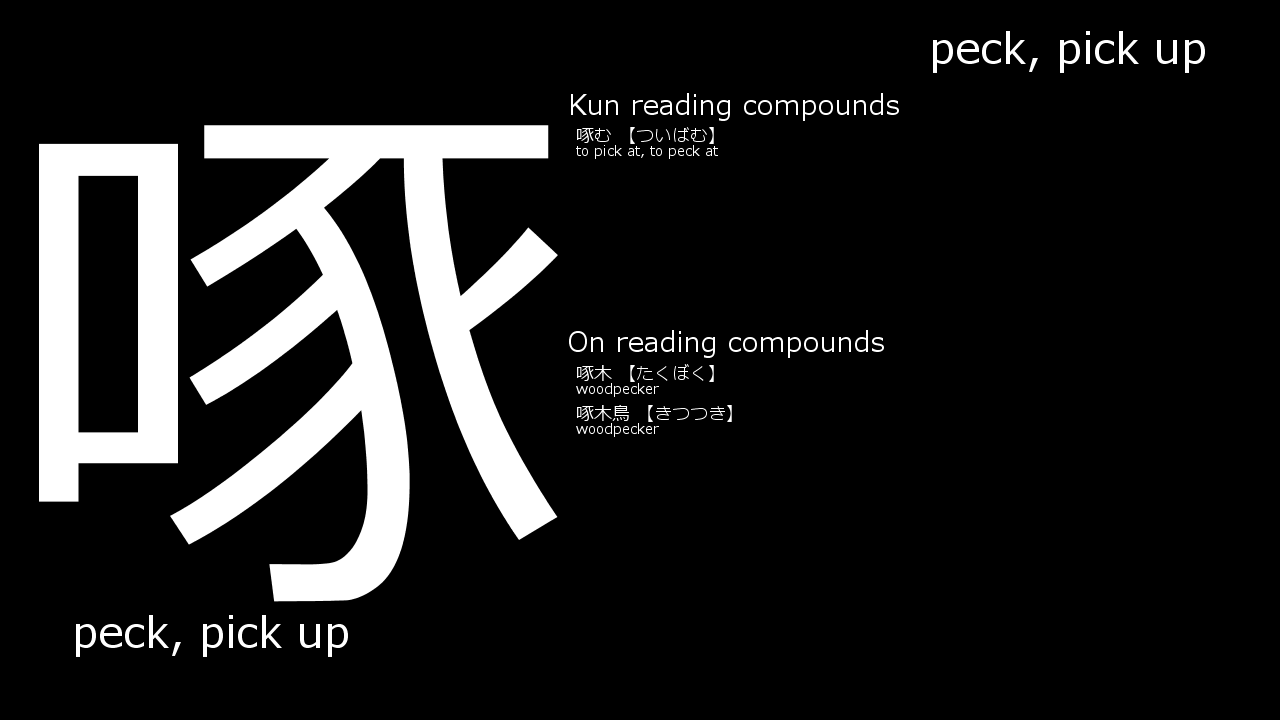 peck, pick up
啄
Kun reading compounds
啄む 【ついばむ】
to pick at, to peck at
On reading compounds
啄木 【たくぼく】
woodpecker
啄木鳥 【きつつき】
woodpecker
peck, pick up